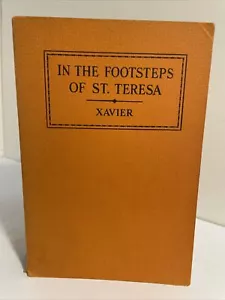 IN THE FOOTSTEPS
OF ST. TERESA
XAVIER